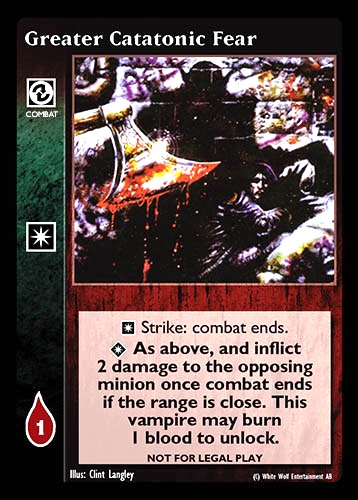 Greater Catatonic Fear
COMBAT
Strike: combat ends.
As above, and inflict
2 damage to the opposing
minion once combat ends
if the range is close. This
vampire may burn
1 blood to unlock.
NOT FOR LEGAL PLAY
1
Illus: Clint Langley
(C) White Wolf Entertainment AB